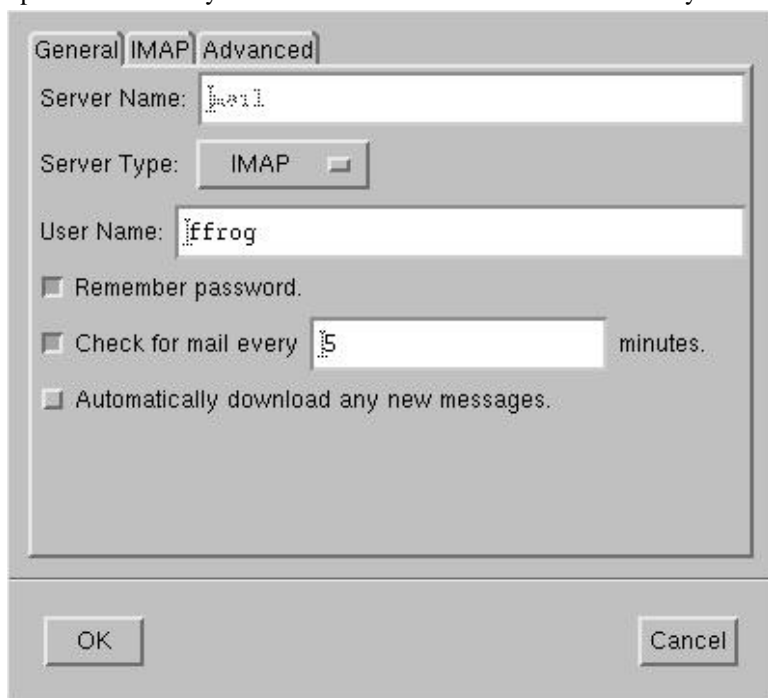 General IMAP Advanced
Server Name: mail
Server Type: IMAP
User Name: ffrog
Remember password.
Check for mail every 5 minutes.
Automatically download any new messages.
OK Cancel